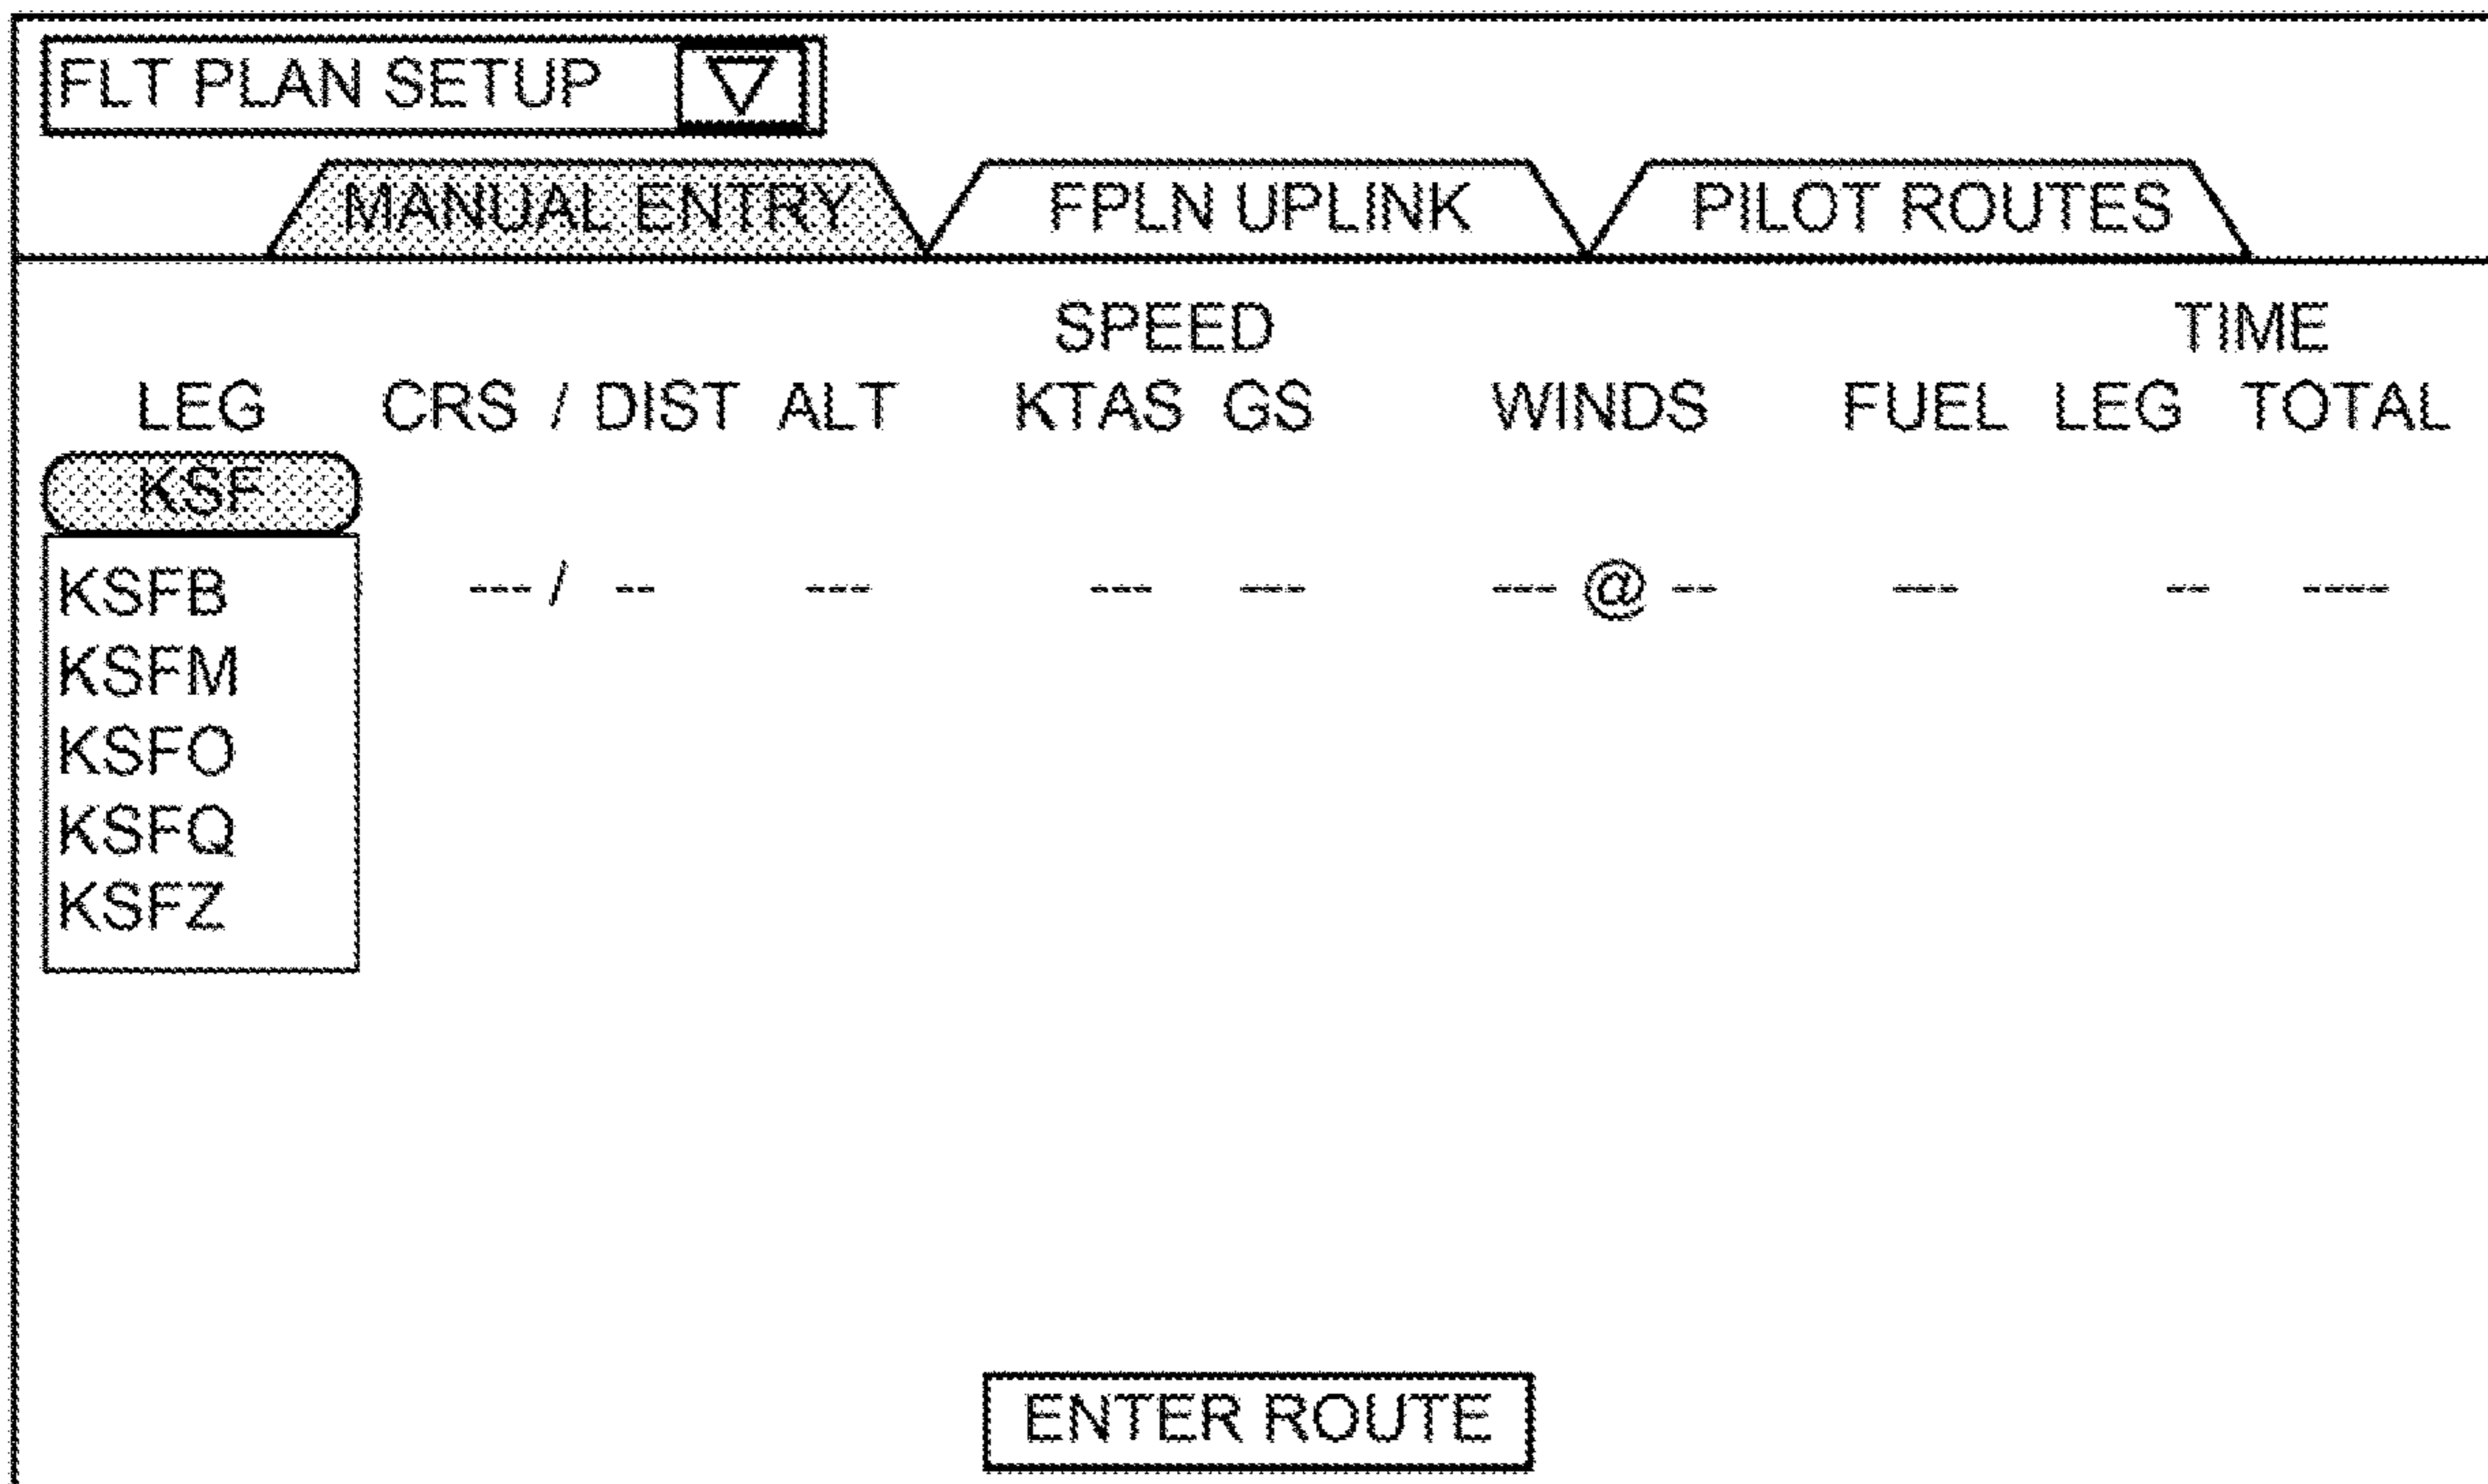 FLT PLAN SETUP
MANUAL ENTRY FPLN UPLINK PILOT ROUTES
SPEED TIME
LEG CRS / DIST ALT KTAS GS WINDS FUEL LEG TOTAL
KSF
KSFB --- / -- --- --- --- --- @ -- --- -- ----
KSFM
KSFO
KSFQ
KSFZ
ENTER ROUTE